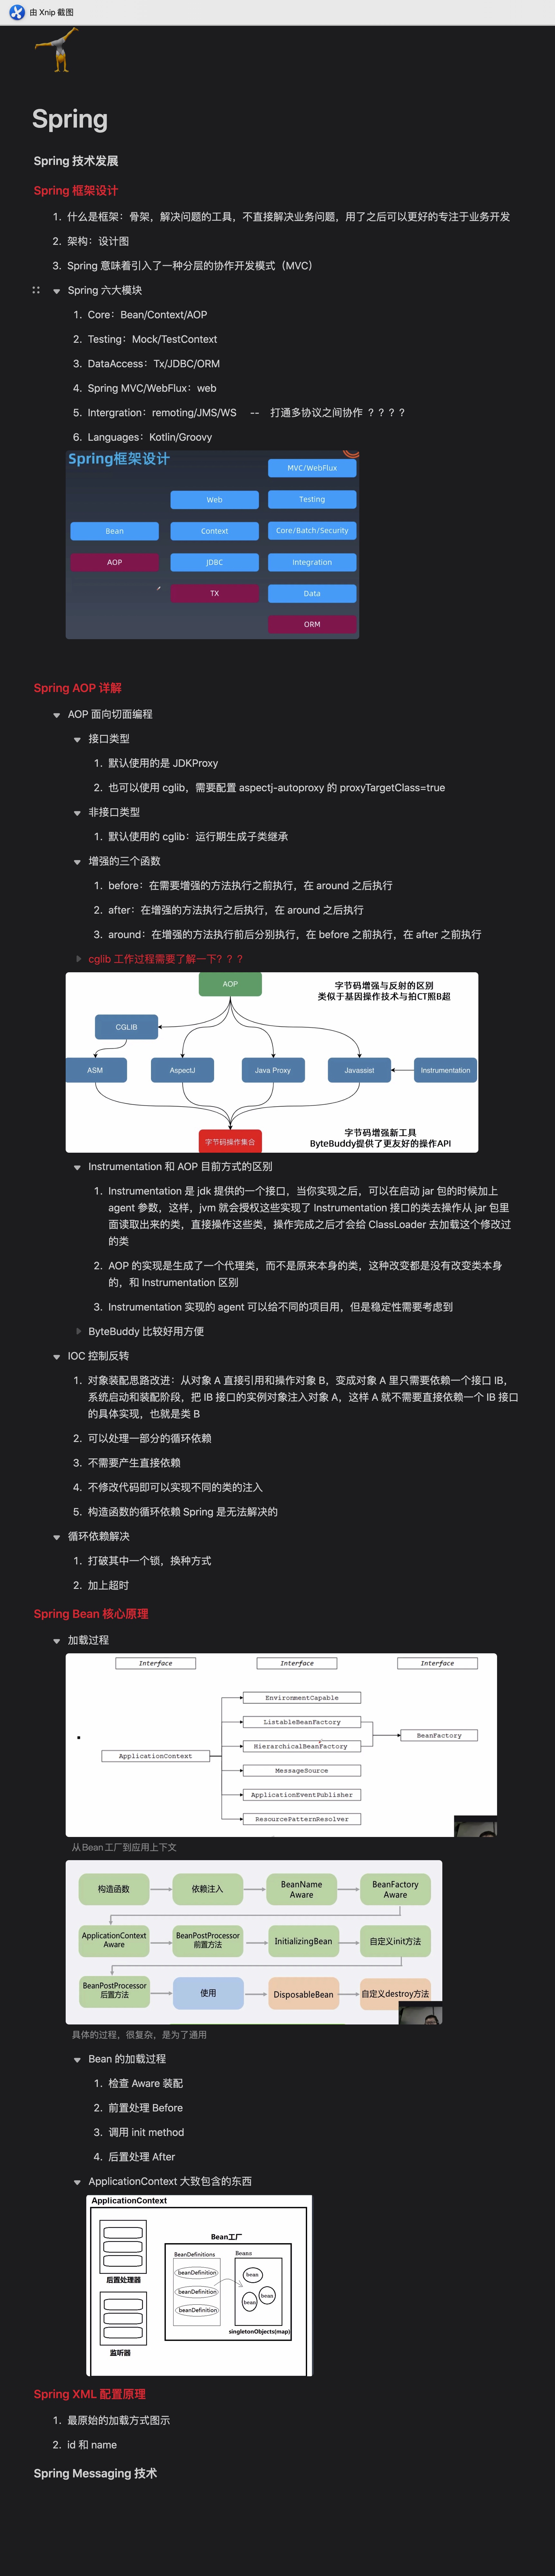 由 Xnip 截图
Spring
Spring 技术发展
Spring 框架设计
1. 什么是框架：骨架，解决问题的工具，不直接解决业务问题，用了之后可以更好的专注于业务开发
2. 架构：设计图
3. Spring 意味着引入了一种分层的协作开发模式（MVC）
Spring 六大模块
1. Core：Bean/Context/AOP
2. Testing：Mock/TestContext
3. DataAccess：Tx/JDBC/ORM
4. Spring MVC/WebFlux：web
5. Intergration：remoting/JMS/WS -- 打通多协议之间协作 ？？？？
6. Languages：Kotlin/Groovy
Spring框架设计
MVC/WebFlux
Web
Testing
Bean
Context
Core/Batch/Security
AOP
JDBC
Integration
TX
Data
ORM
Spring AOP 详解
AOP 面向切面编程
接口类型
1. 默认使用的是 JDKProxy
2. 也可以使用 cglib，需要配置 aspectj-autoproxy 的 proxyTargetClass=true
非接口类型
1. 默认使用的 cglib：运行期生成子类继承
增强的三个函数
1. before：在需要增强的方法执行之前执行，在 around 之后执行
2. after：在增强的方法执行之后执行，在 around 之后执行
3. around：在增强的方法执行前后分别执行，在 before 之前执行，在 after 之前执行
cglib 工作过程需要了解一下？？？
AOP
字节码增强与反射的区别
类似于基因操作技术与拍CT照B超
CGLIB
ASM
AspectJ
Java Proxy
Javassist
Instrumentation
字节码操作集合
字节码增强新工具
ByteBuddy提供了更友好的操作API
Instrumentation 和 AOP 目前方式的区别
1. Instrumentation 是 jdk 提供的一个接口，当你实现之后，可以在启动 jar 包的时候加上
agent 参数，这样，jvm 就会授权这些实现了 Instrumentation 接口的类去操作从 jar 包里
面读取出来的类，直接操作这些类，操作完成之后才会给 ClassLoader 去加载这个修改过
的类
2. AOP 的实现是生成了一个代理类，而不是原来本身的类，这种改变都是没有改变类本身
的，和 Instrumentation 区别
3. Instrumentation 实现的 agent 可以给不同的项目用，但是稳定性需要考虑到
ByteBuddy 比较好用方便
IOC 控制反转
1. 对象装配思路改进：从对象 A 直接引用和操作对象 B，变成对象 A 里只需要依赖一个接口 IB，
系统启动和装配阶段，把 IB 接口的实例对象注入对象 A，这样 A 就不需要直接依赖一个 IB 接口
的具体实现，也就是类 B
2. 可以处理一部分的循环依赖
3. 不需要产生直接依赖
4. 不修改代码即可以实现不同的类的注入
5. 构造函数的循环依赖 Spring 是无法解决的
循环依赖解决
1. 打破其中一个锁，换种方式
2. 加上超时
Spring Bean 核心原理
加载过程
Interface
Interface
Interface
EnvironmentCapable
ListableBeanFactory
BeanFactory
HierarchicalBeanFactory
ApplicationContext
MessageSource
ApplicationEventPublisher
ResourcePatternResolver
从 Bean 工厂到应用上下文
构造函数
依赖注入
BeanName
Aware
BeanFactory
Aware
ApplicationContext
Aware
BeanPostProcessor
前置方法
InitializingBean
自定义init方法
BeanPostProcessor
后置方法
使用
DisposableBean
自定义destroy方法
具体的过程，很复杂，是为了通用
Bean 的加载过程
1. 检查 Aware 装配
2. 前置处理 Before
3. 调用 init method
4. 后置处理 After
ApplicationContext 大致包含的东西
ApplicationContext
Bean工厂
BeanDefinitions
Beans
beanDefinition
bean
beanDefinition
bean
bean
beanDefinition
后置处理器
singletonObjects(map)
监听器
Spring XML 配置原理
1. 最原始的加载方式图示
2. id 和 name
Spring Messaging 技术